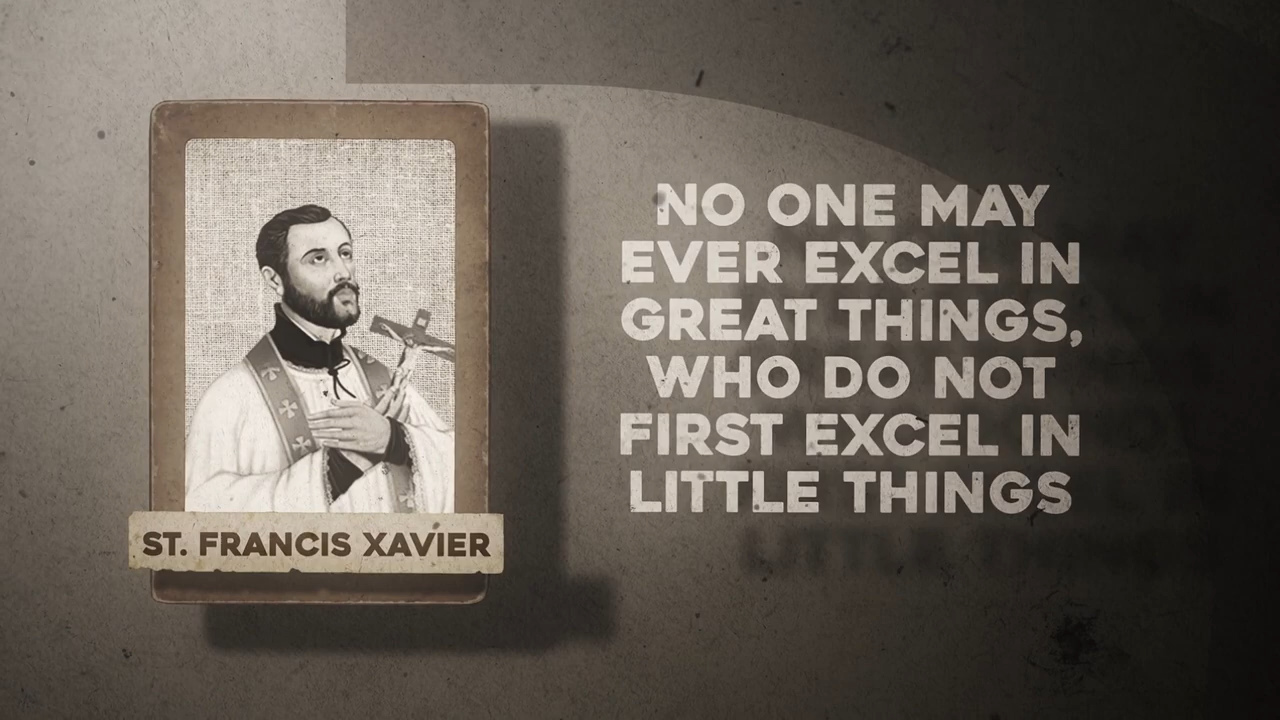 NO ONE MAY
EVER EXCEL IN
GREAT THINGS,
WHO DO NOT
FIRST EXCEL IN
LITTLE THINGS
ST. FRANCIS XAVIER